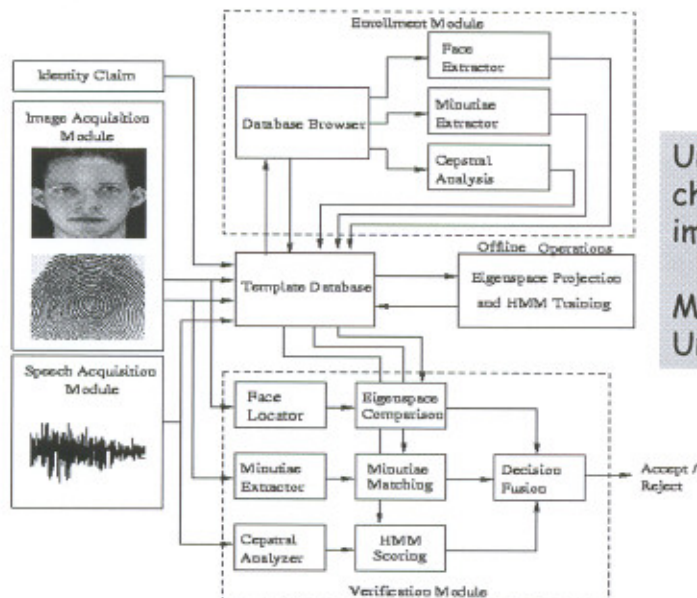 Enrollment Module
Identity Claim
Image Acquisition
Module
Speech Acquisition
Module
Face
Extractor
Minutiae
Extractor
Cepstral
Analysis
Database Browser
Template Database
Offline Operations
Eigenspace Projection
and HMM Training
Face
Locator
Eigenspace
Comparison
Minutiae
Extractor
Minutiae
Matching
Decision
Fusion
Cepstral
Analyzer
HMM
Scoring
Accept /
Reject
Verification Module
U
ch
im
M
U